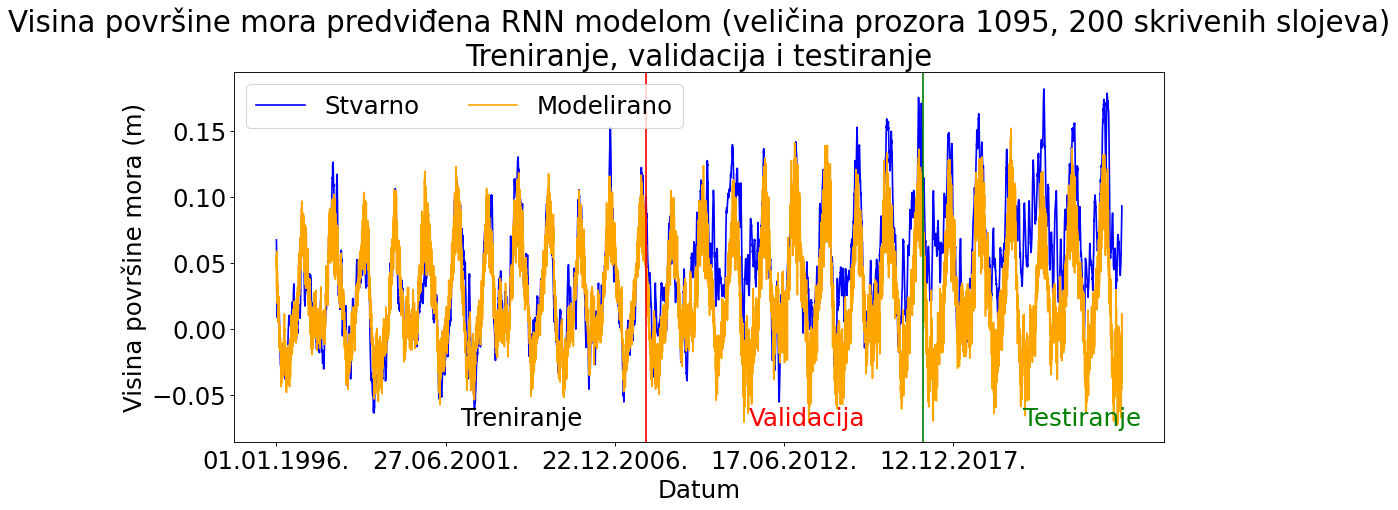 Visina površine mora predviđena RNN modelom (veličina prozora 1095, 200 skrivenih slojeva)
Treniranje, validacija i testiranje
Stvarno
Modelirano
Visina površine mora (m)
0.15
0.10
0.05
0.00
−0.05
Treniranje
Validacija
Testiranje
01.01.1996.
27.06.2001.
22.12.2006.
17.06.2012.
12.12.2017.
Datum